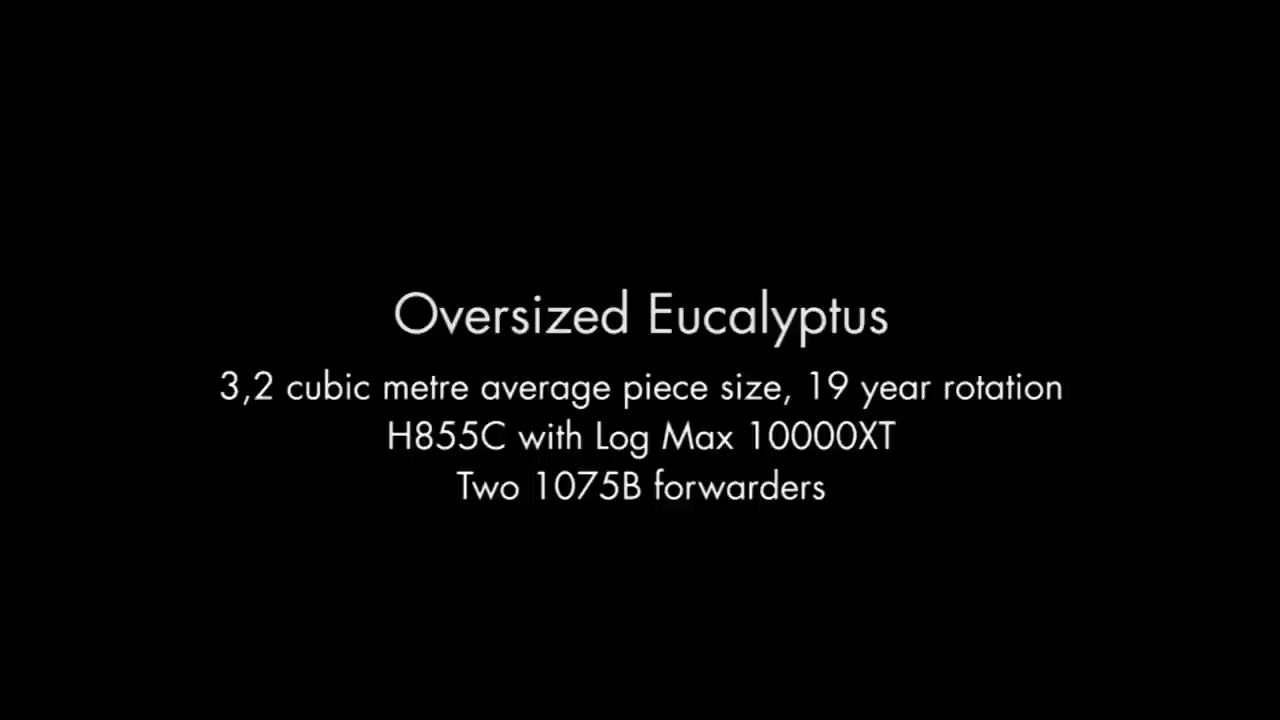 Oversized Eucalyptus
3,2 cubic metre average piece size, 19 year rotation
H855C with Log Max 10000XT
Two 1075B forwarders